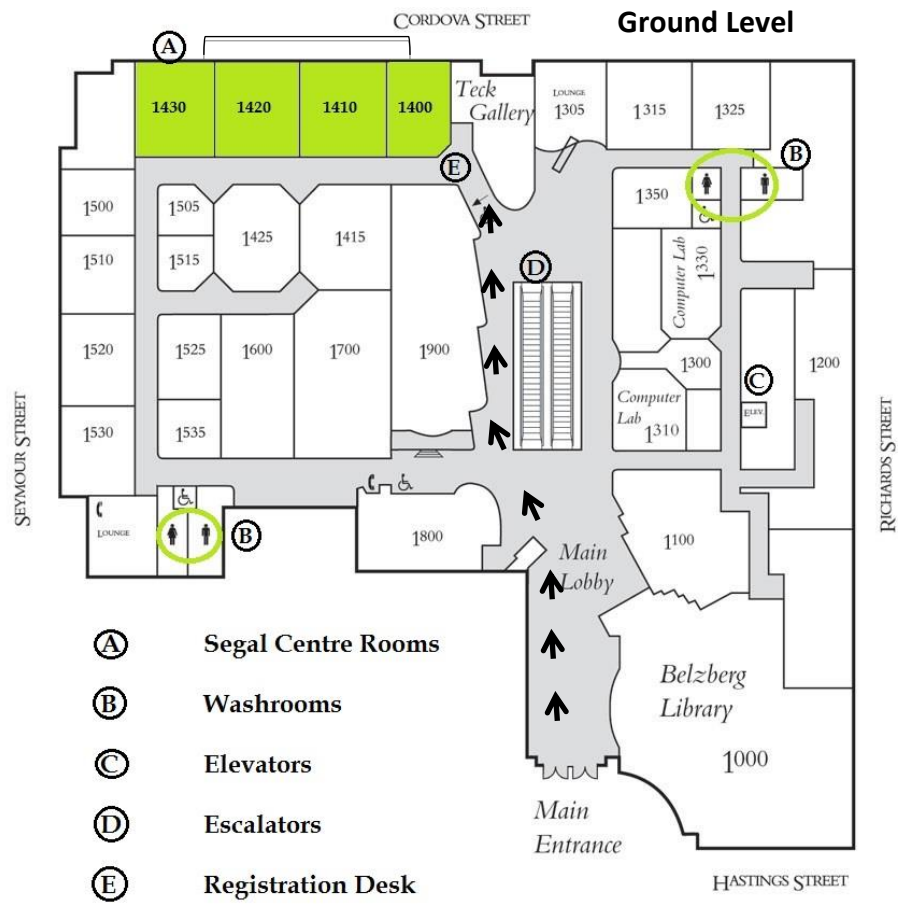 CORDOVA STREET
Ground Level
A
1430
1420
1410
1400
Teck
Gallery
LOUNGE
1305
1315
1325
B
E
1500
1505
1425
1415
1350
1510
1515
D
Computer Lab
1330
1520
1525
1600
1700
1900
1300
1200
C
Computer
Lab
1310
ELEV.
1530
1535
SEYMOUR STREET
RICHARDS STREET
LOUNGE
B
1800
Main
Lobby
1100
A Segal Centre Rooms
B Washrooms
C Elevators
D Escalators
E Registration Desk
Belzberg
Library
1000
Main
Entrance
HASTINGS STREET